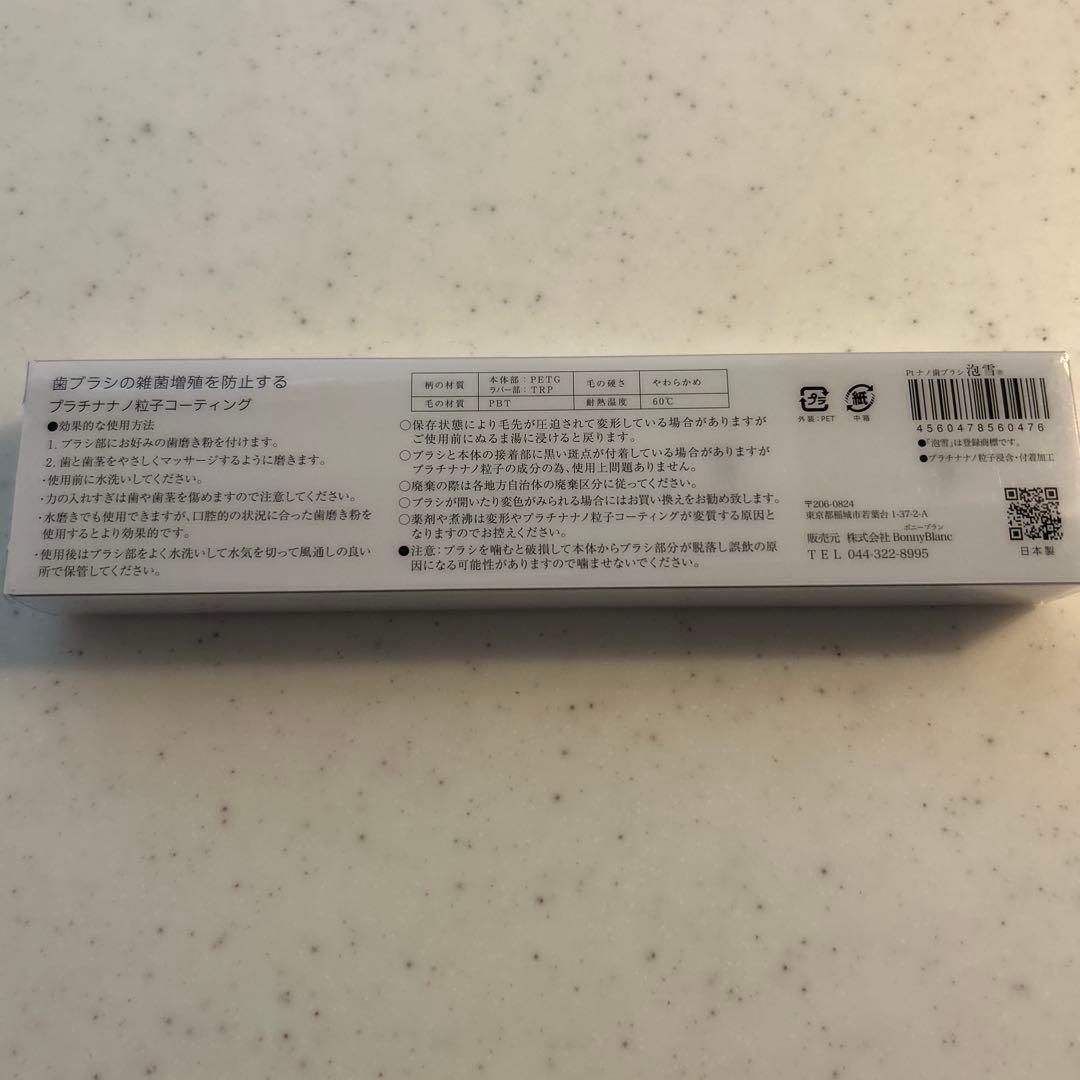 歯ブラシの雑菌増殖を防止する
プラチナナノ粒子コーティング
●効果的な使用方法
1. ブラシ部にお好みの歯磨き粉を付けます。
2. 歯と歯茎をやさしくマッサージするように磨きます。
・使用前に水洗いしてください。
・力の入れすぎは歯や歯茎を傷めますので注意してください。
・水磨きでも使用できますが、口腔的の状況に合った歯磨き粉を
使用するとより効果的です。
・使用後はブラシ部をよく水洗いして水気を切って風通しの良い
所で保管してください。
柄の材質 本体部：PETG ラバー部：TRP 毛の硬さ やわらかめ
毛の材質 PBT 耐熱温度 60℃
○保存状態により毛先が圧迫されて変形している場合がありますが
ご使用前にぬるま湯に浸けると戻ります。
○ブラシと本体の接着部に黒い斑点が付着している場合がありますが
プラチナナノ粒子の成分の為、使用上問題ありません。
○廃棄の際は各地方自治体の廃棄区分に従ってください。
○ブラシが開いたり変色がみられる場合にはお買い換えをお勧め致します。
○薬剤や煮沸は変形やプラチナナノ粒子コーティングが変質する原因と
なりますのでお控えください。
●注意：ブラシを噛むと破損して本体からブラシ部分が脱落し誤飲の原
因になる可能性がありますので噛ませないでください。
プラ
外装：PET
紙
中箱
Pt ナノ歯ブラシ 泡雪®
4560478560476
●「泡雪」は登録商標です。
●プラチナナノ粒子浸含・付着加工
〒206-0824
東京都稲城市若葉台 1-37-2-A
ボニーブラン
販売元 株式会社 BonnyBlanc
TEL 044-322-8995
日本製